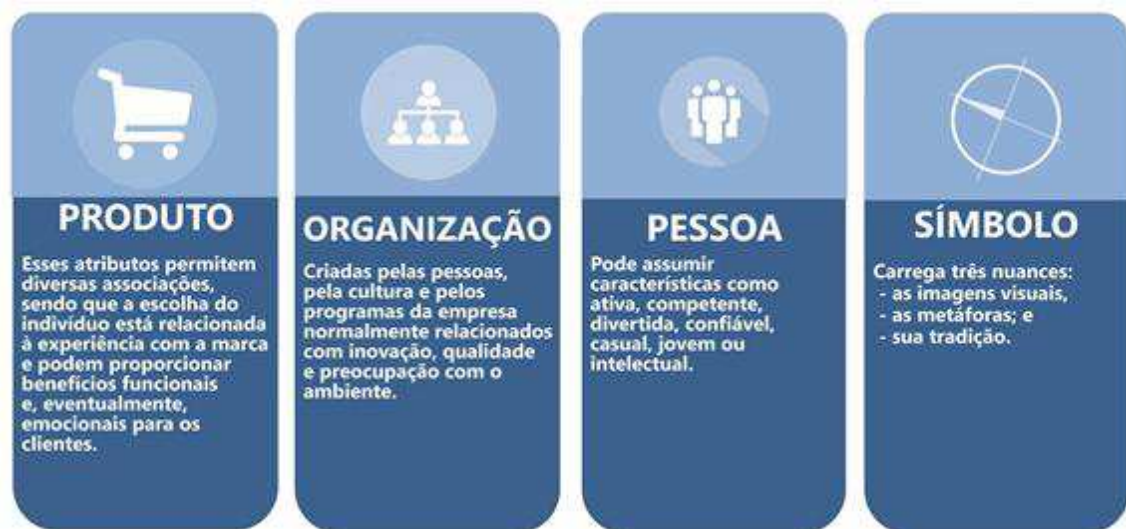 PRODUTO
Esses atributos permitem
diversas associações,
sendo que a escolha do
indivíduo está relacionada
à experiência com a marca
e podem proporcionar
benefícios funcionais
e, eventualmente,
emocionais para os
clientes.
ORGANIZAÇÃO
Criadas pelas pessoas,
pela cultura e pelos
programas da empresa
normalmente relacionados
com inovação, qualidade
e preocupação com o
ambiente.
PESSOA
Pode assumir
características como
ativa, competente,
divertida, confiável,
casual, jovem ou
intelectual.
SÍMBOLO
Carrega três nuances:
- as imagens visuais,
- as metáforas; e
- sua tradição.